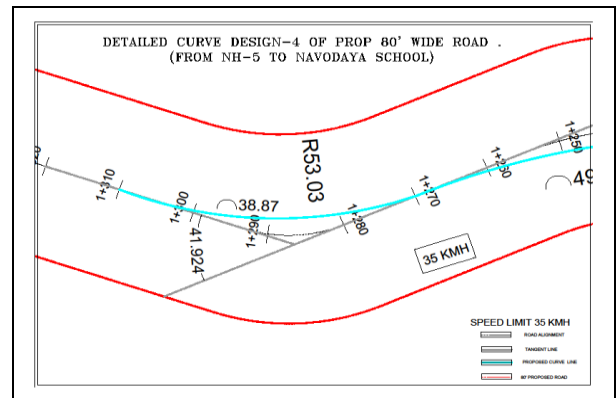 DETAILED CURVE DESIGN-4 OF PROP 80' WIDE ROAD .
(FROM NH-5 TO NAVODAYA SCHOOL)
1+310
1+300
41.924
38.87
1+290
R53.03
1+280
1+270
1+260
1+250
49
35 KMH
SPEED LIMIT 35 KMH
ROAD ALIGNMENT
TANGENT LINE
PROPOSED CURVE LINE
80' PROPOSED ROAD